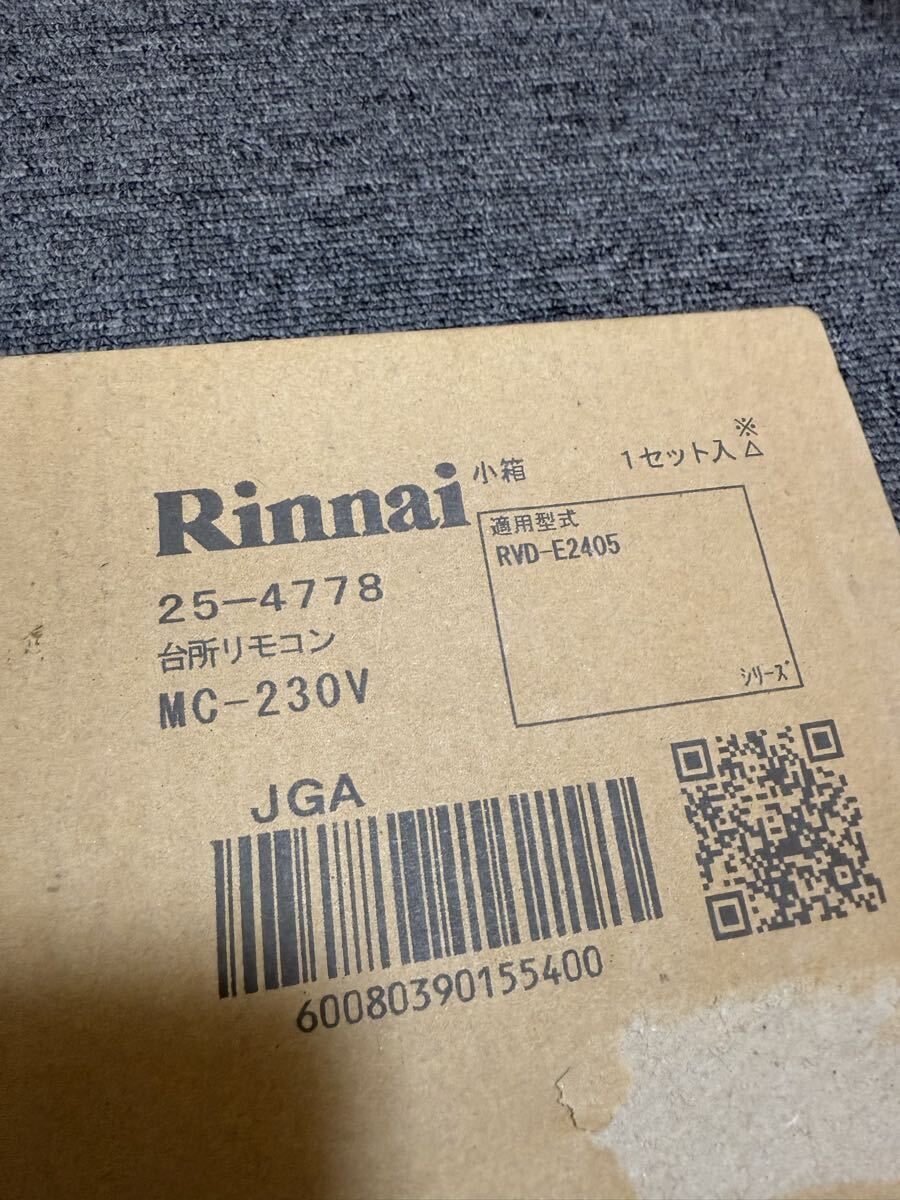 Rinnai
小箱
1セット入
※
△
25-4778
台所リモコン
MC-230V
適用型式
RVD-E2405
シリーズ
JGA
60080390155400